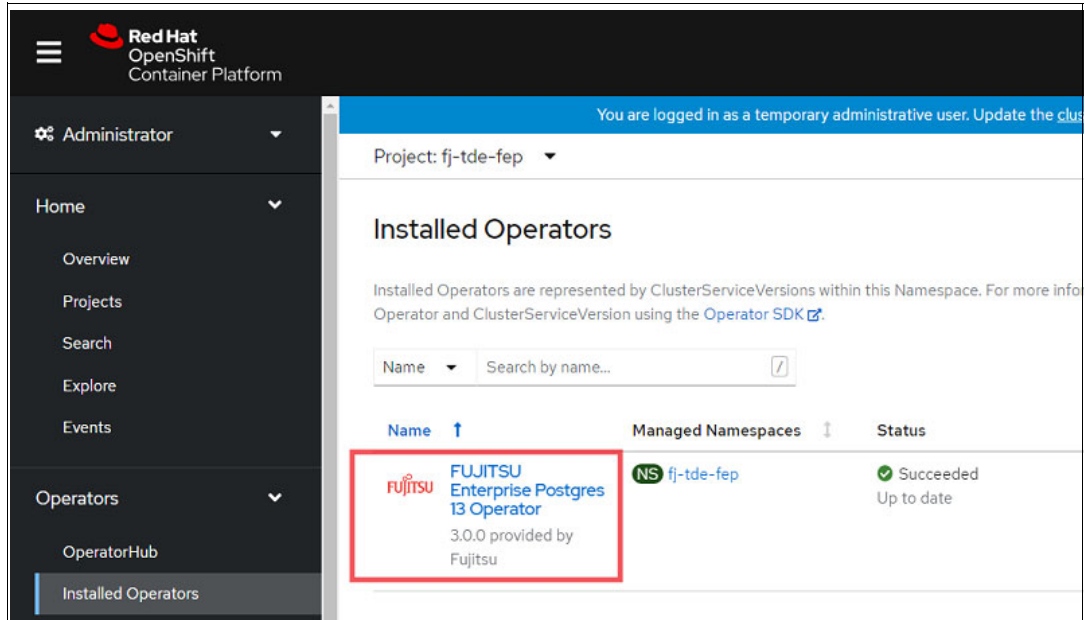 Red Hat
OpenShift
Container Platform
You are logged in as a temporary administrative user. Update the clus
Administrator
Project: fj-tde-fep
Home
Overview
Projects
Search
Explore
Events
Operators
OperatorHub
Installed Operators
Installed Operators
Installed Operators are represented by ClusterServiceVersions within this Namespace. For more infor
Operator and ClusterServiceVersion using the Operator SDK.
Name
Search by name...
/
Name
Managed Namespaces
Status
FUJITSU
FUJITSU
Enterprise Postgres
13 Operator
3.0.0 provided by
Fujitsu
NS fj-tde-fep
Succeeded
Up to date